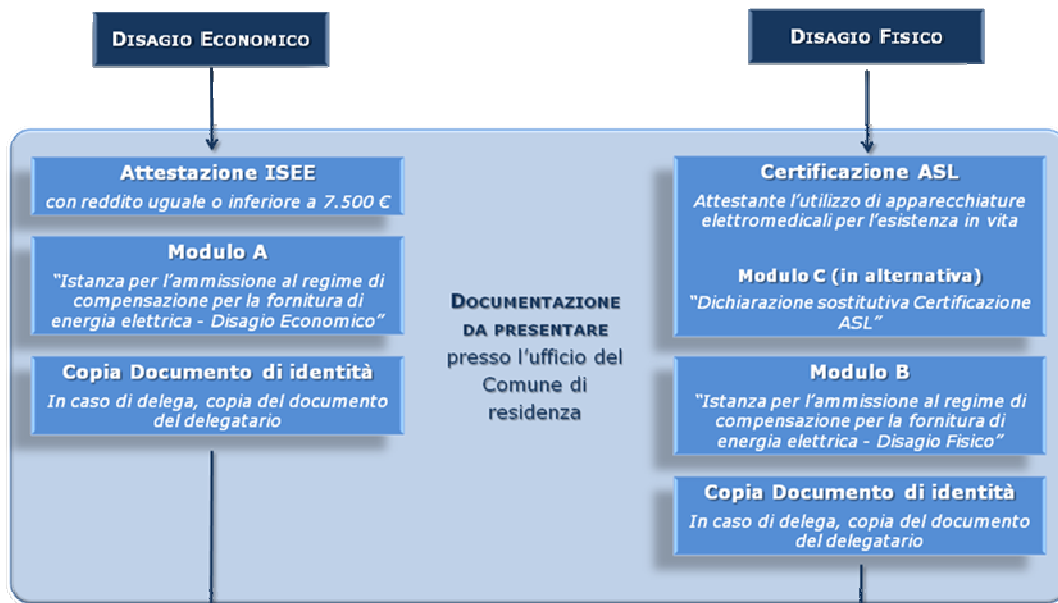 DISAGIO ECONOMICO
DISAGIO FISICO
Attestazione ISEE
con reddito uguale o inferiore a 7.500 €
Modulo A
“Istanza per l’ammissione al regime di
compensazione per la fornitura di
energia elettrica - Disagio Economico”
Copia Documento di identità
In caso di delega, copia del documento
del delegatario
DOCUMENTAZIONE
DA PRESENTARE
presso l’ufficio del
Comune di
residenza
Certificazione ASL
Attestante l’utilizzo di apparecchiature
elettromedicali per l’esistenza in vita
Modulo C (in alternativa)
“Dichiarazione sostitutiva Certificazione
ASL”
Modulo B
“Istanza per l’ammissione al regime di
compensazione per la fornitura di
energia elettrica – Disagio Fisico”
Copia Documento di identità
In caso di delega, copia del documento
del delegatario